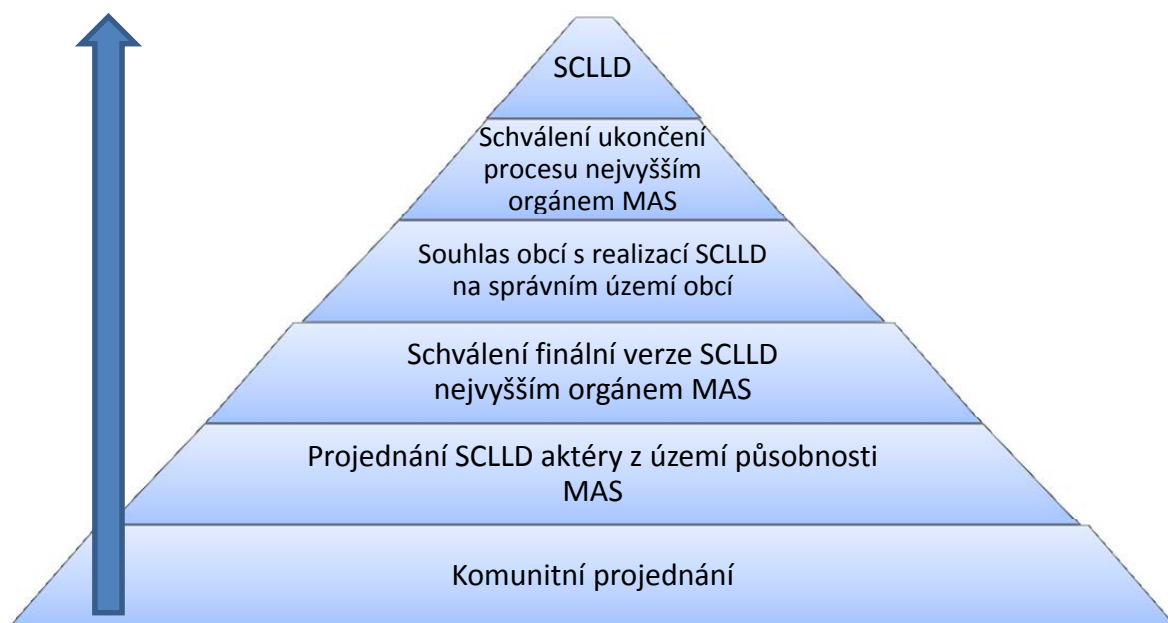 SCLLD
Schválení ukončení
procesu nejvyšším
orgánem MAS
Souhlas obcí s realizací SCLLD
na správním území obcí
Schválení finální verze SCLLD
nejvyšším orgánem MAS
Projednání SCLLD aktéry z území působnosti
MAS
Komunitní projednání